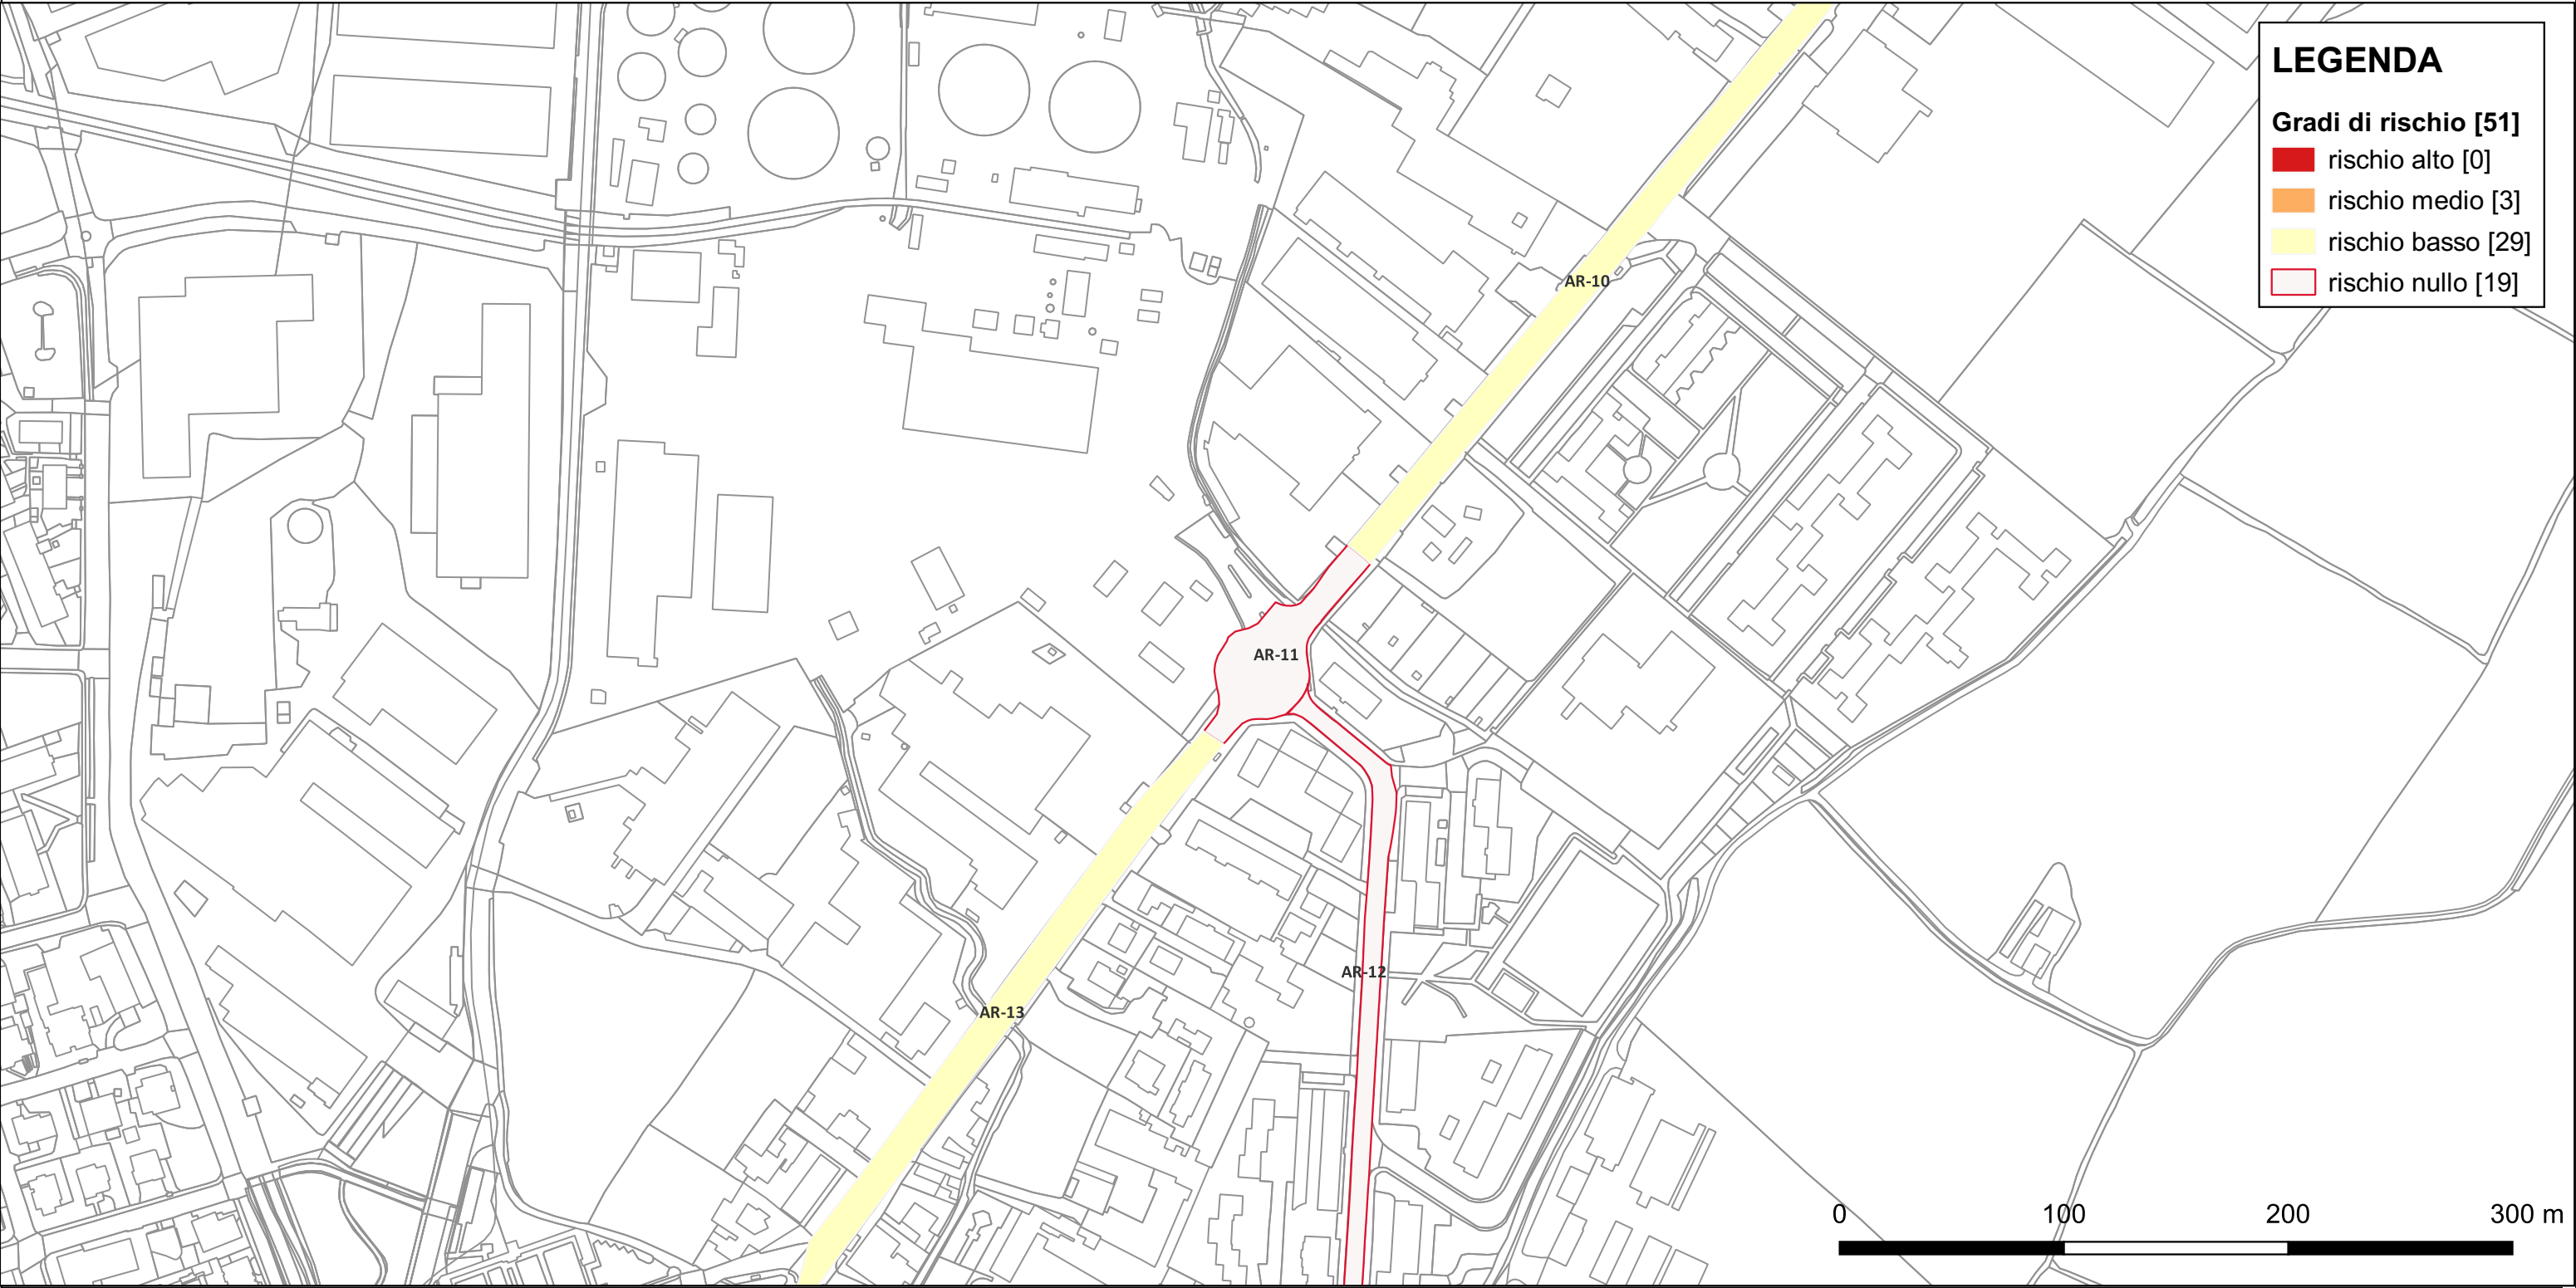 LEGENDA
Gradi di rischio [51]
rischio alto [0]
rischio medio [3]
rischio basso [29]
rischio nullo [19]
AR-10
AR-11
AR-12
AR-13
0 100 200 300 m